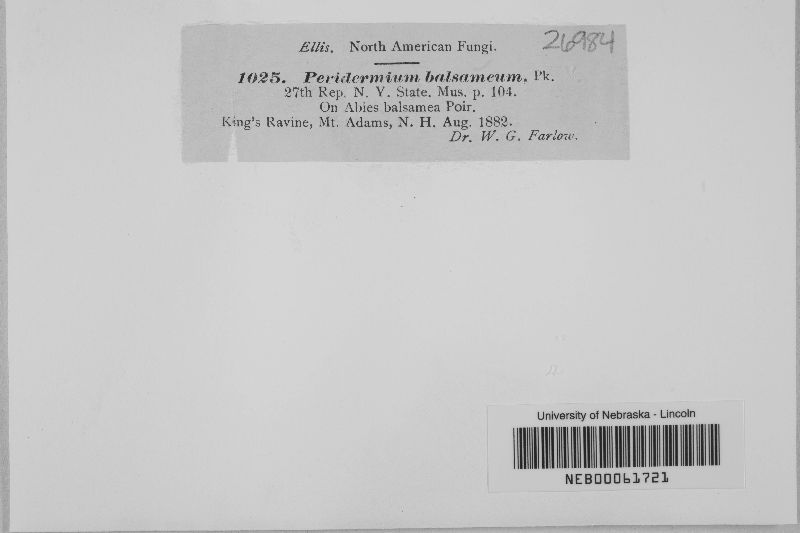 Ellis. North American Fungi. 26984
1025. Peridermium balsameum, Pk.
27th Rep. N. Y. State. Mus. p. 104.
On Abies balsamea Poir.
King's Ravine, Mt. Adams, N. H. Aug. 1882.
Dr. W. G. Farlow.
University of Nebraska - Lincoln
NEB00061721